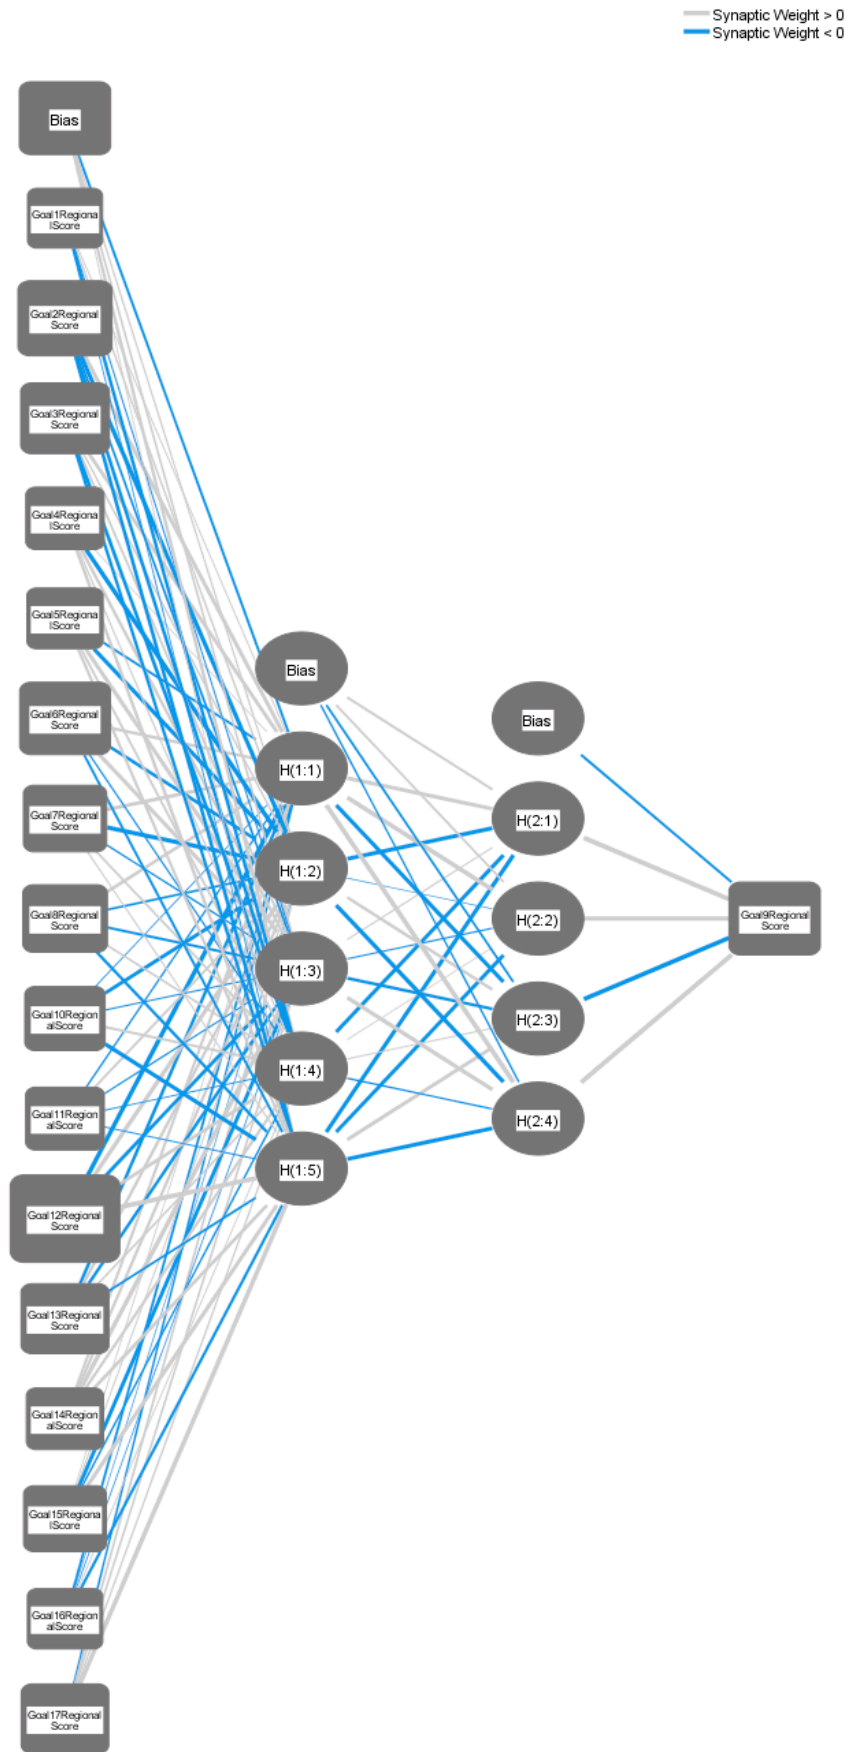 Synaptic Weight > 0
Synaptic Weight < 0
Bias
Goal1Regiona
lScore
Goal2Regional
Score
Goal3Regional
Score
Goal4Regiona
lScore
Goal5Regiona
lScore
Goal6Regional
Score
Goal7Regional
Score
Goal8Regional
Score
Goal10Region
alScore
Goal11Region
alScore
Goal12Regional
Score
Goal13Regional
Score
Goal14Region
alScore
Goal15Regiona
lScore
Goal16Region
alScore
Goal17Regional
Score
Bias
H(1:1)
H(1:2)
H(1:3)
H(1:4)
H(1:5)
Bias
H(2:1)
H(2:2)
H(2:3)
H(2:4)
Goal9Regional
Score